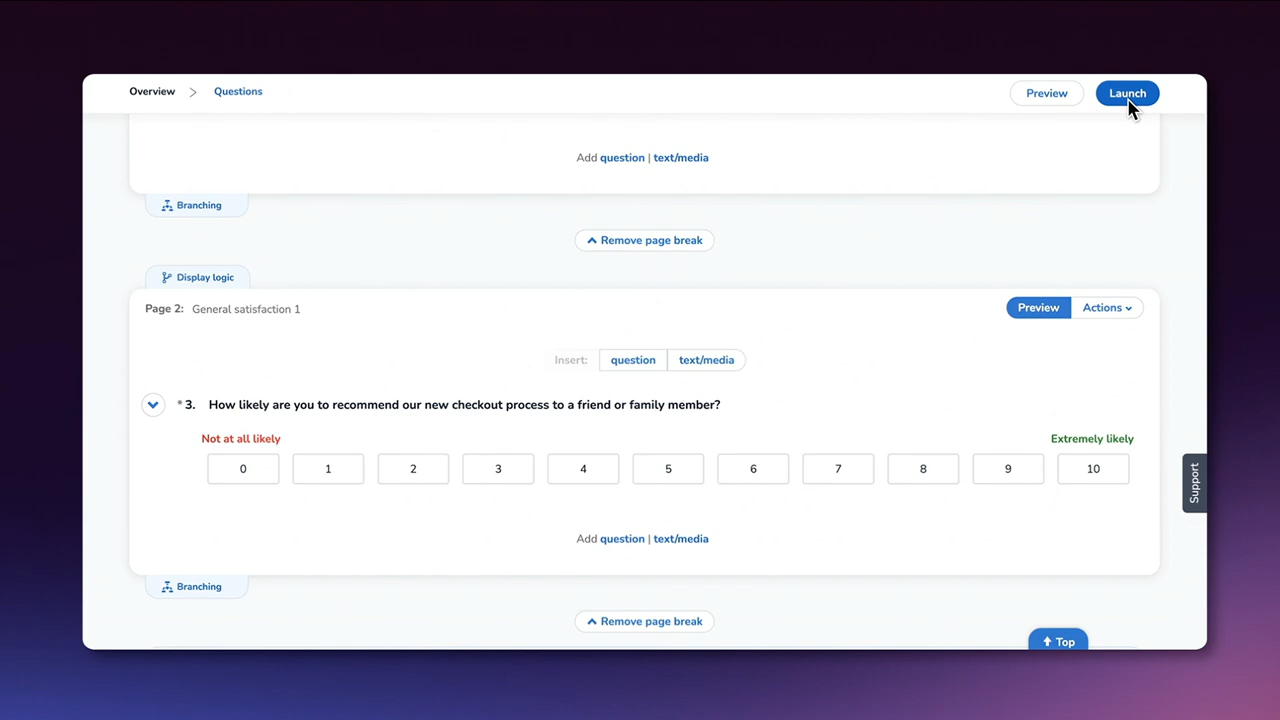 Overview > Questions Preview Launch
Add question | text/media
Branching
Remove page break
Display logic
Page 2: General satisfaction 1 Preview Actions
Insert: question text/media
* 3. How likely are you to recommend our new checkout process to a friend or family member?
Not at all likely Extremely likely
0 1 2 3 4 5 6 7 8 9 10
Support
Add question | text/media
Branching
Remove page break
Top